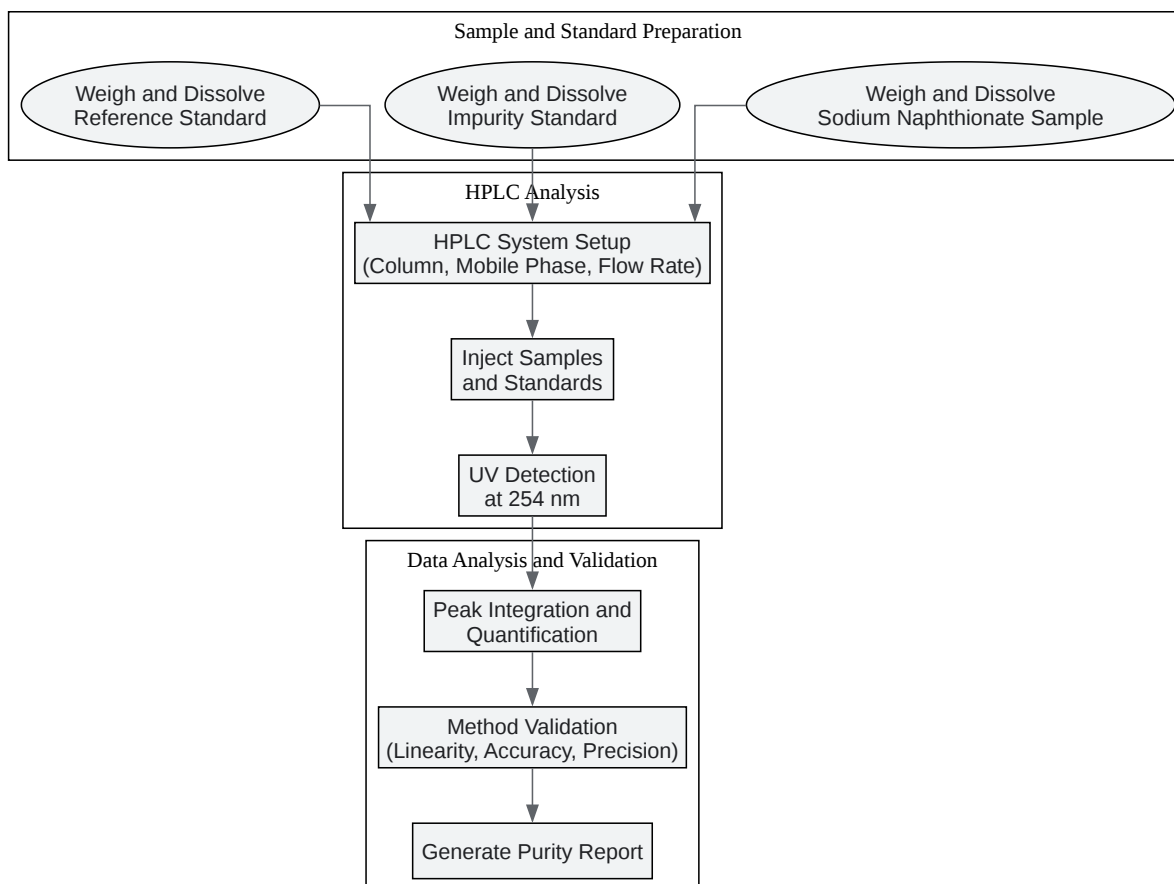 Sample and Standard Preparation
Weigh and Dissolve
Reference Standard
Weigh and Dissolve
Impurity Standard
Weigh and Dissolve
Sodium Naphthionate Sample
HPLC Analysis
HPLC System Setup
(Column, Mobile Phase, Flow Rate)
Inject Samples
and Standards
UV Detection
at 254 nm
Data Analysis and Validation
Peak Integration and
Quantification
Method Validation
(Linearity, Accuracy, Precision)
Generate Purity Report